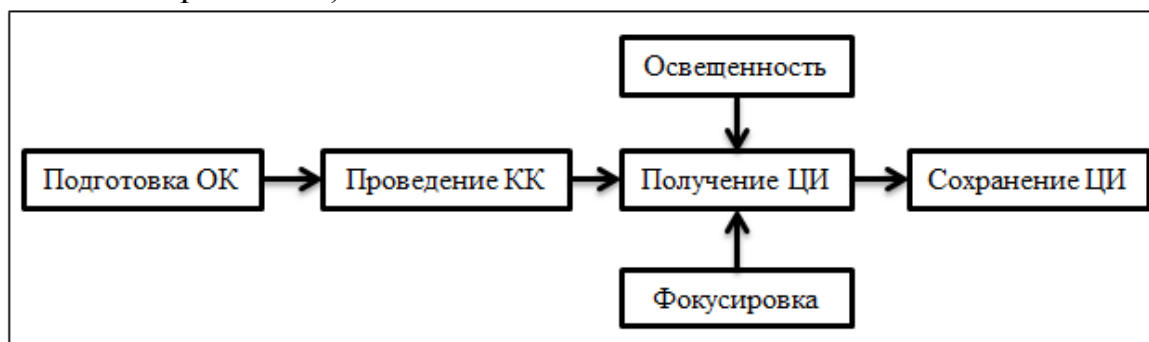 Освещенность
Подготовка ОК
Проведение КК
Получение ЦИ
Сохранение ЦИ
Фокусировка